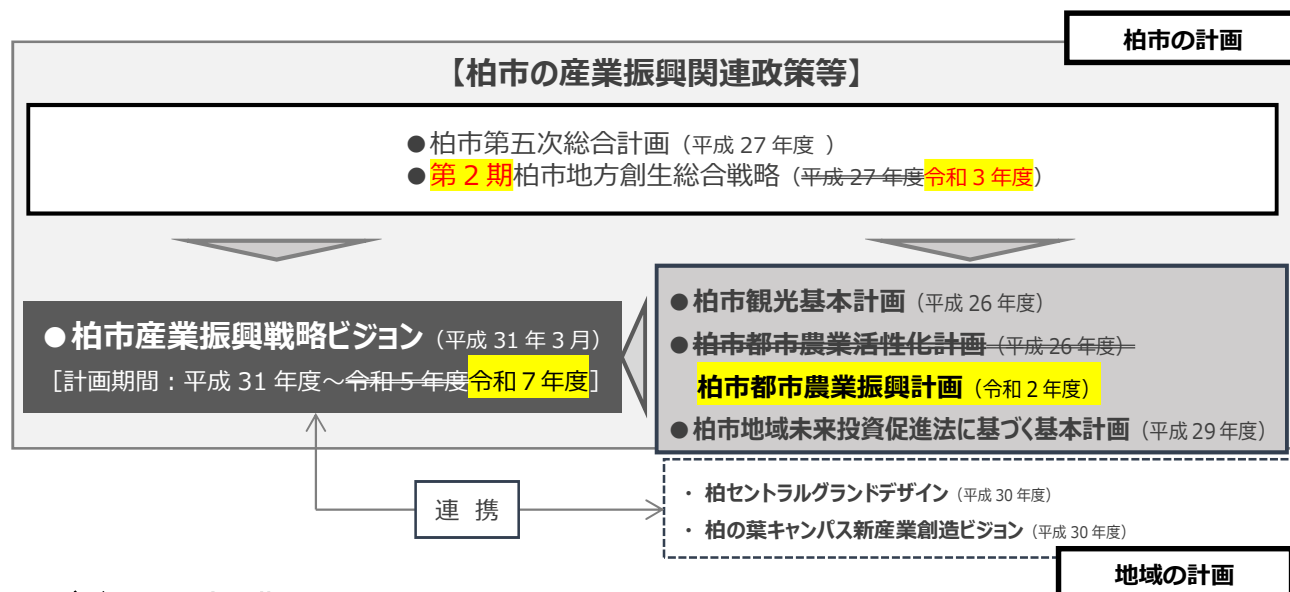 柏市の計画
【柏市の産業振興関連政策等】
●柏市第五次総合計画（平成 27 年度 ）
●第 2 期柏市地方創生総合戦略（平成 27 年度令和 3 年度）
●柏市産業振興戦略ビジョン（平成 31 年 3 月）
［計画期間：平成 31 年度～令和 5 年度令和 7 年度］
●柏市観光基本計画（平成 26 年度）
●柏市都市農業活性化計画（平成 26 年度）
柏市都市農業振興計画（令和 2 年度）
●柏市地域未来投資促進法に基づく基本計画（平成 29 年度）
連 携
・ 柏セントラルグランドデザイン（平成 30 年度）
・ 柏の葉キャンパス新産業創造ビジョン（平成 30 年度）
地域の計画